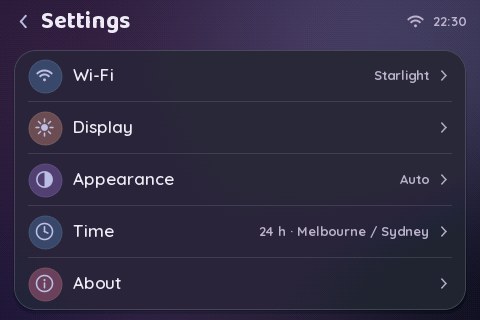 Settings
22:30
Wi-Fi
Starlight
Display
Appearance
Auto
Time
24 h · Melbourne / Sydney
About